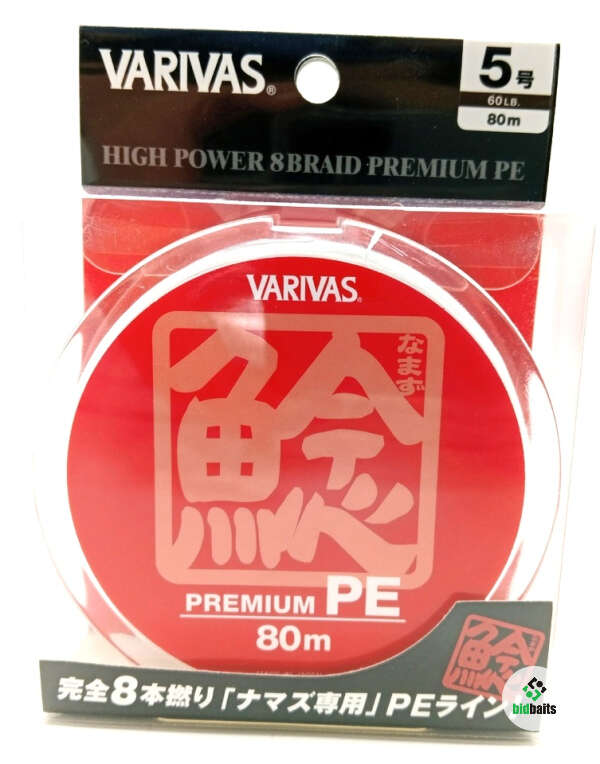 VARIVAS®
5号
60LB.
80m
HIGH POWER 8BRAID PREMIUM PE
VARIVAS®
なまず
鯰
PREMIUM PE
80m
鯰
完全8本撚り「ナマズ専用」PEライン
bidbaits